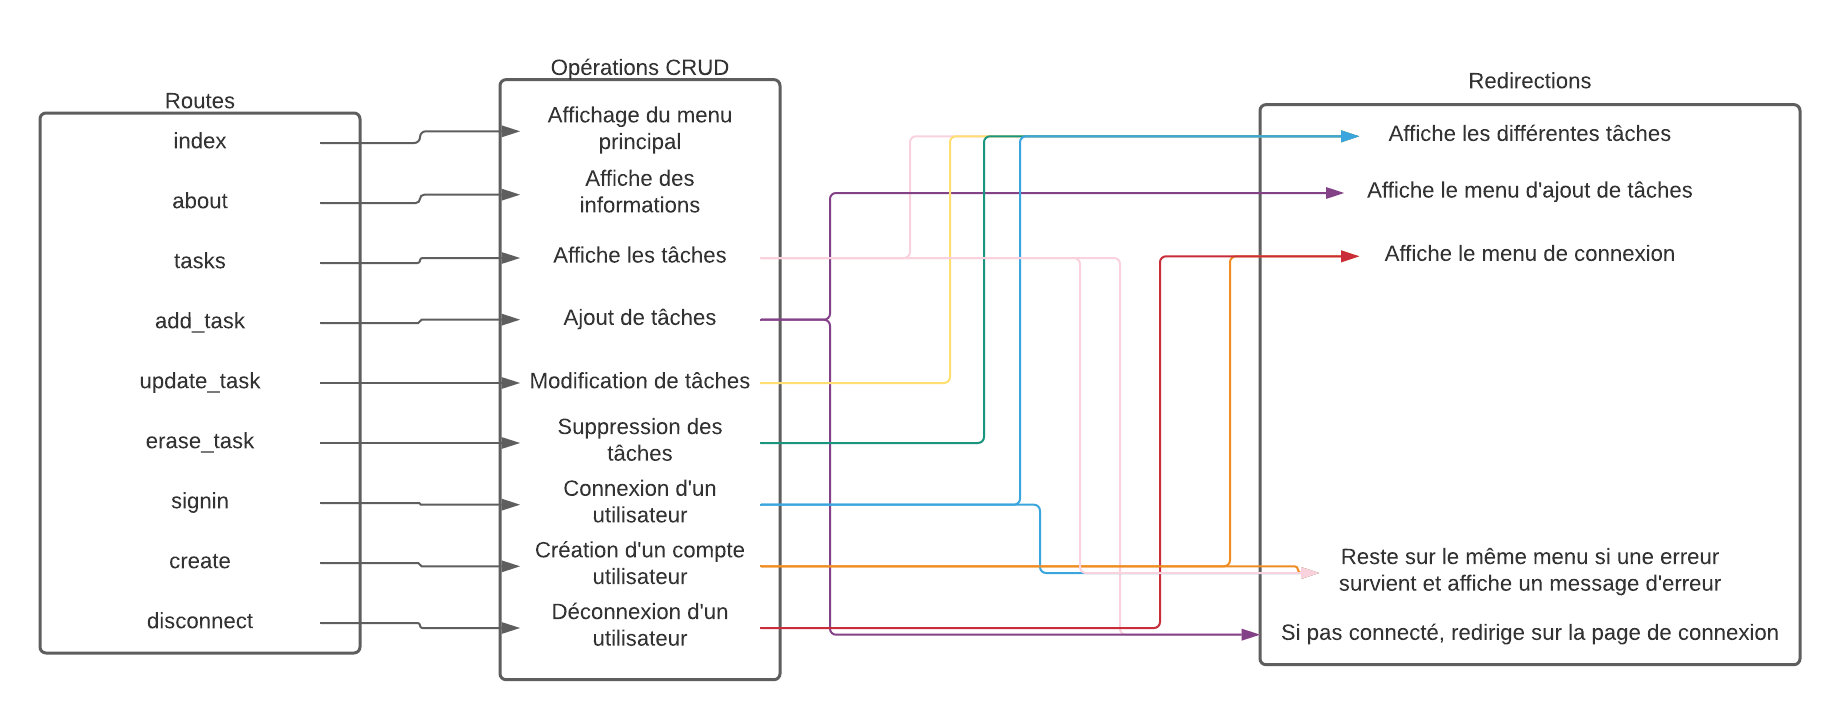 Routes
index
about
tasks
add_task
update_task
erase_task
signin
create
disconnect
Opérations CRUD
Affichage du menu
principal
Affiche des
informations
Affiche les tâches
Ajout de tâches
Modification de tâches
Suppression des
tâches
Connexion d'un
utilisateur
Création d'un compte
utilisateur
Déconnexion d'un
utilisateur
Redirections
Affiche les différentes tâches
Affiche le menu d'ajout de tâches
Affiche le menu de connexion
Reste sur le même menu si une erreur
survient et affiche un message d'erreur
Si pas connecté, redirige sur la page de connexion